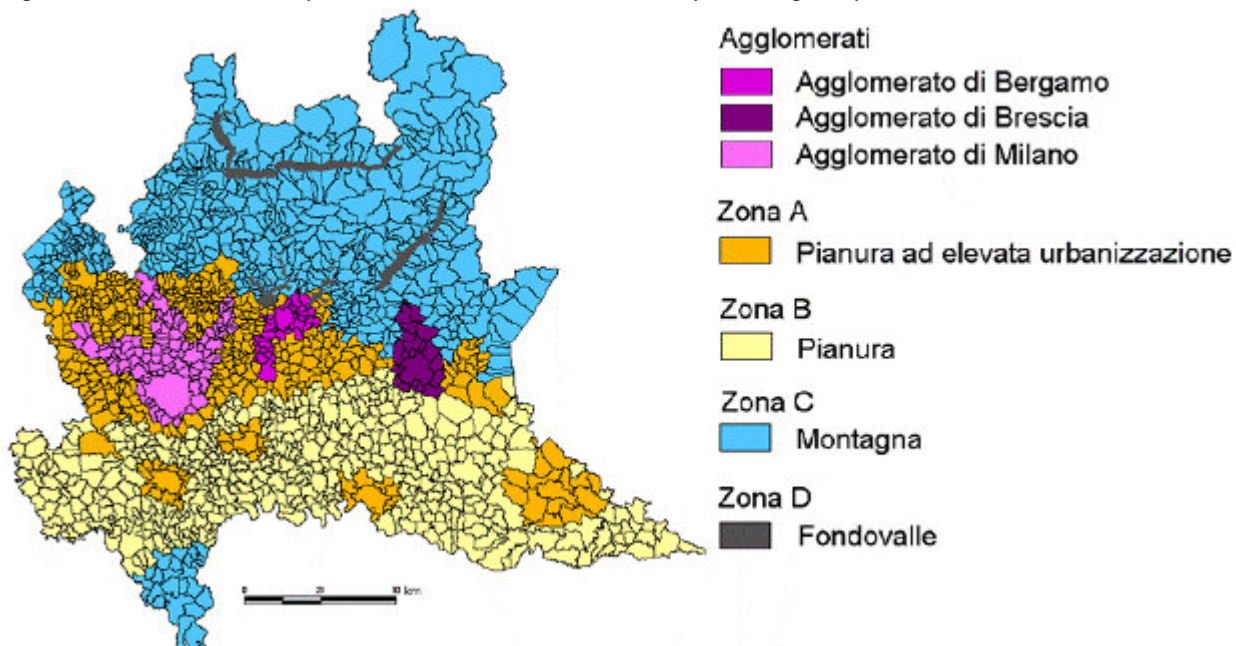 Agglomerati
Agglomerato di Bergamo
Agglomerato di Brescia
Agglomerato di Milano
Zona A
Pianura ad elevata urbanizzazione
Zona B
Pianura
Zona C
Montagna
Zona D
Fondovalle
km